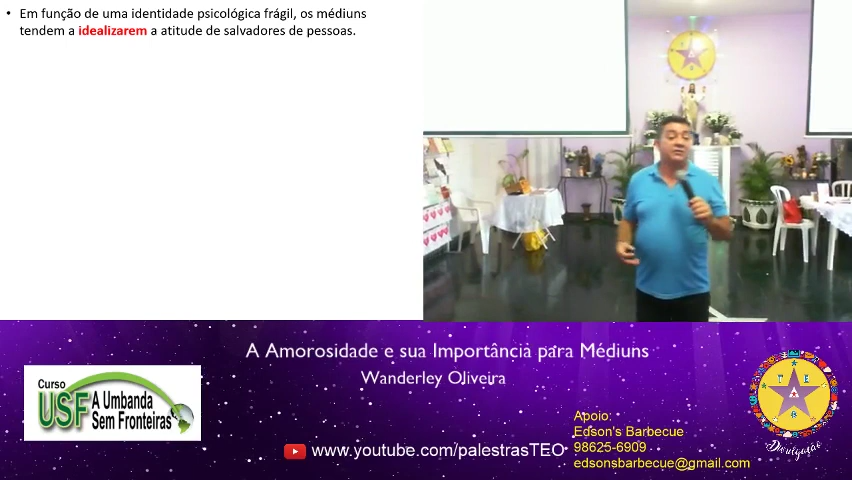 • Em função de uma identidade psicológica frágil, os médiuns
tendem a idealizarem a atitude de salvadores de pessoas.
A Amorosidade e sua Importância para Médiuns
Wanderley Oliveira
Curso
USF
A Umbanda
Sem Fronteiras
www.youtube.com/palestrasTEO
Apoio:
Edson's Barbecue
98625-6909
edsonsbarbecue@gmail.com
Divulgação